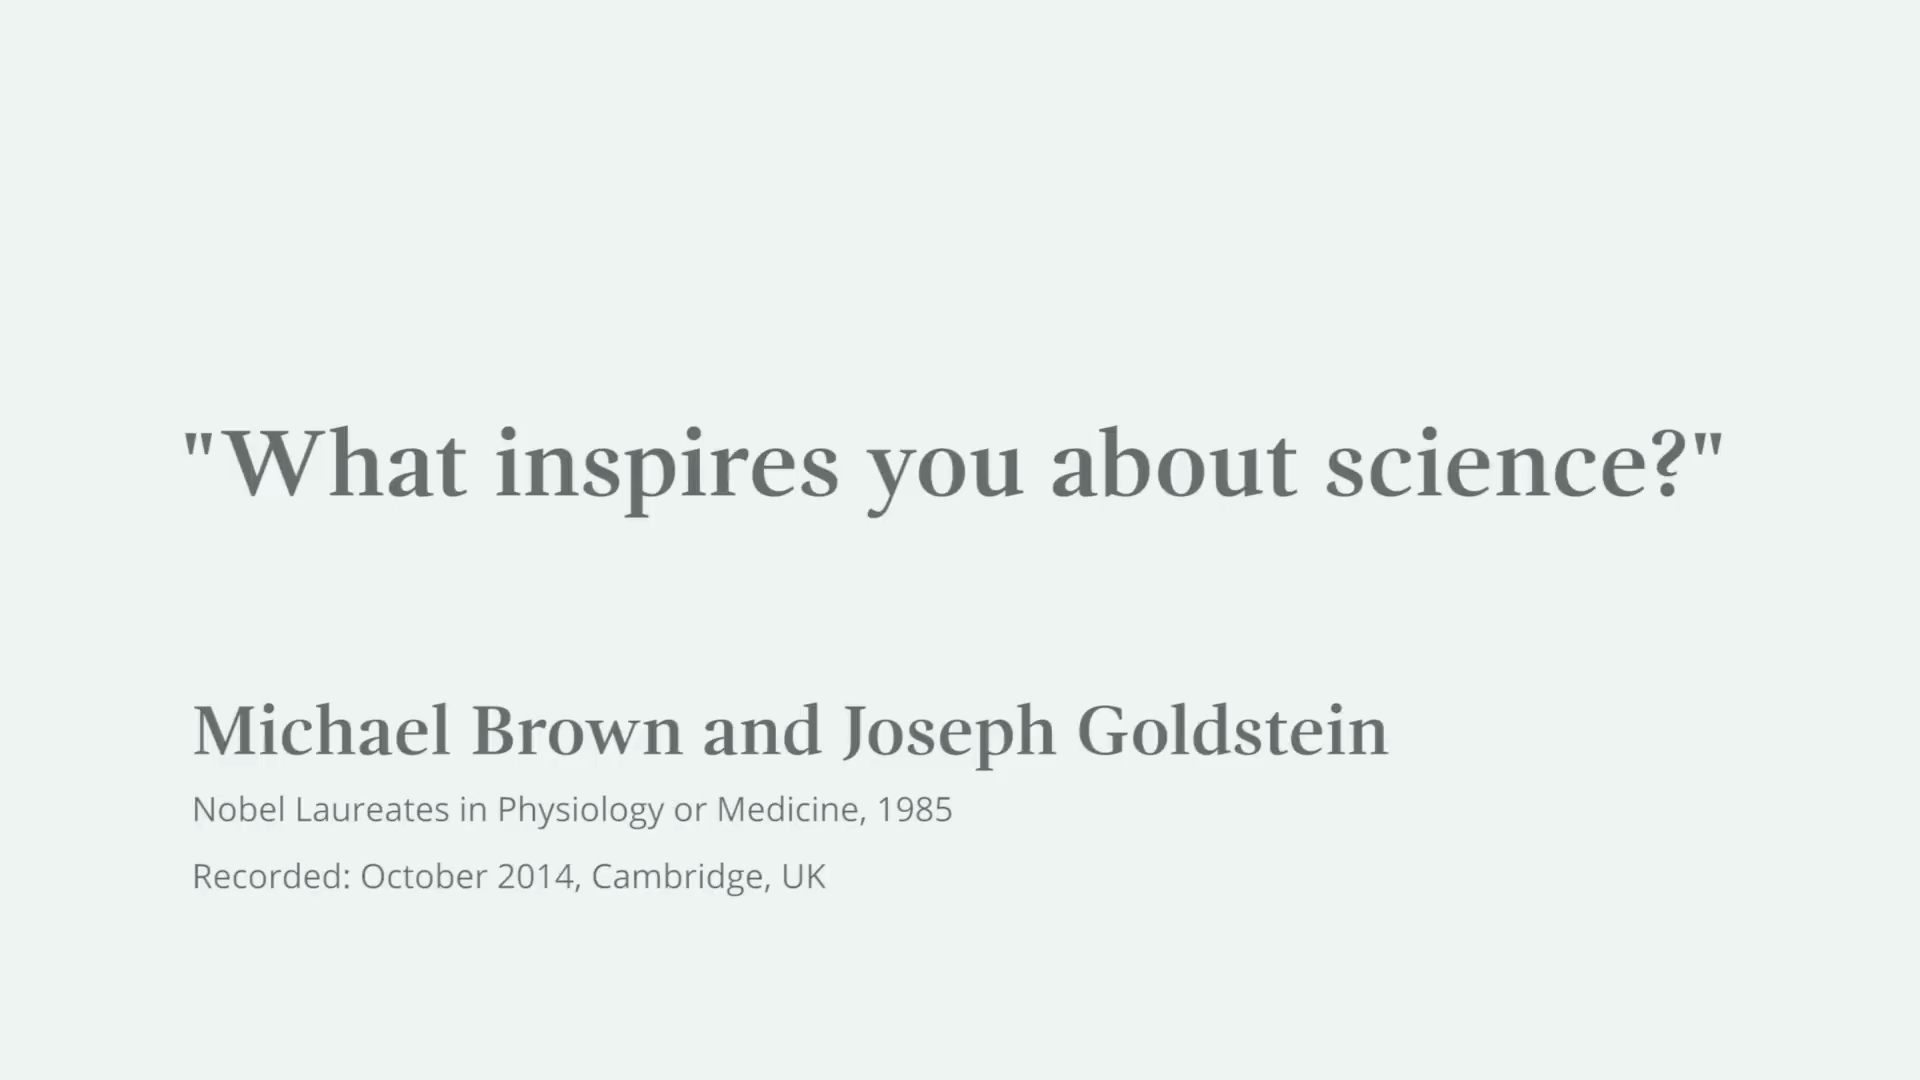 "What inspires you about science?"
Michael Brown and Joseph Goldstein
Nobel Laureates in Physiology or Medicine, 1985
Recorded: October 2014, Cambridge, UK